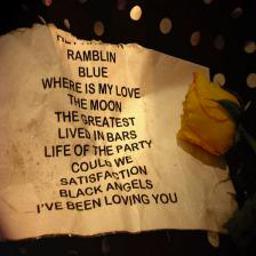 RAMBLIN
BLUE
WHERE IS MY LOVE
THE MOON
THE GREATEST
LIVED IN BARS
LIFE OF THE PARTY
COULD WE
SATISFACTION
BLACK ANGELS
I'VE BEEN LOVING YOU